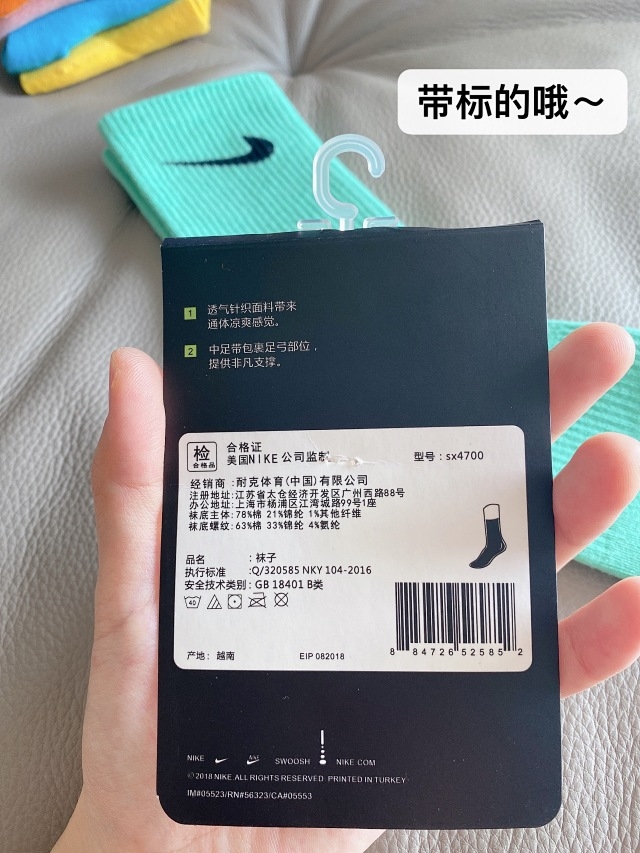 带标的哦～
1 透气针织面料带来
通体凉爽感觉。
2 中足带包裹足弓部位，
提供非凡支撑。
检
合格品
合格证
美国NIKE公司监制
型号：sx4700
经销商：耐克体育(中国)有限公司
注册地址:江苏省太仓经济开发区广州西路88号
办公地址:上海市杨浦区江湾城路99号1座
袜底主体:78%棉 21%锦纶 1%其他纤维
袜底螺纹:63%棉 33%锦纶 4%氨纶
品名：袜子
执行标准:Q/320585 NKY 104-2016
安全技术类别:GB 18401 B类
40
8 84726 52585 2
产地：越南
EIP 082018
NIKE SWOOSH NIKE.COM
©2018 NIKE.ALL RIGHTS RESERVED PRINTED IN TURKEY
IM#05523/RN#56323/CA#05553